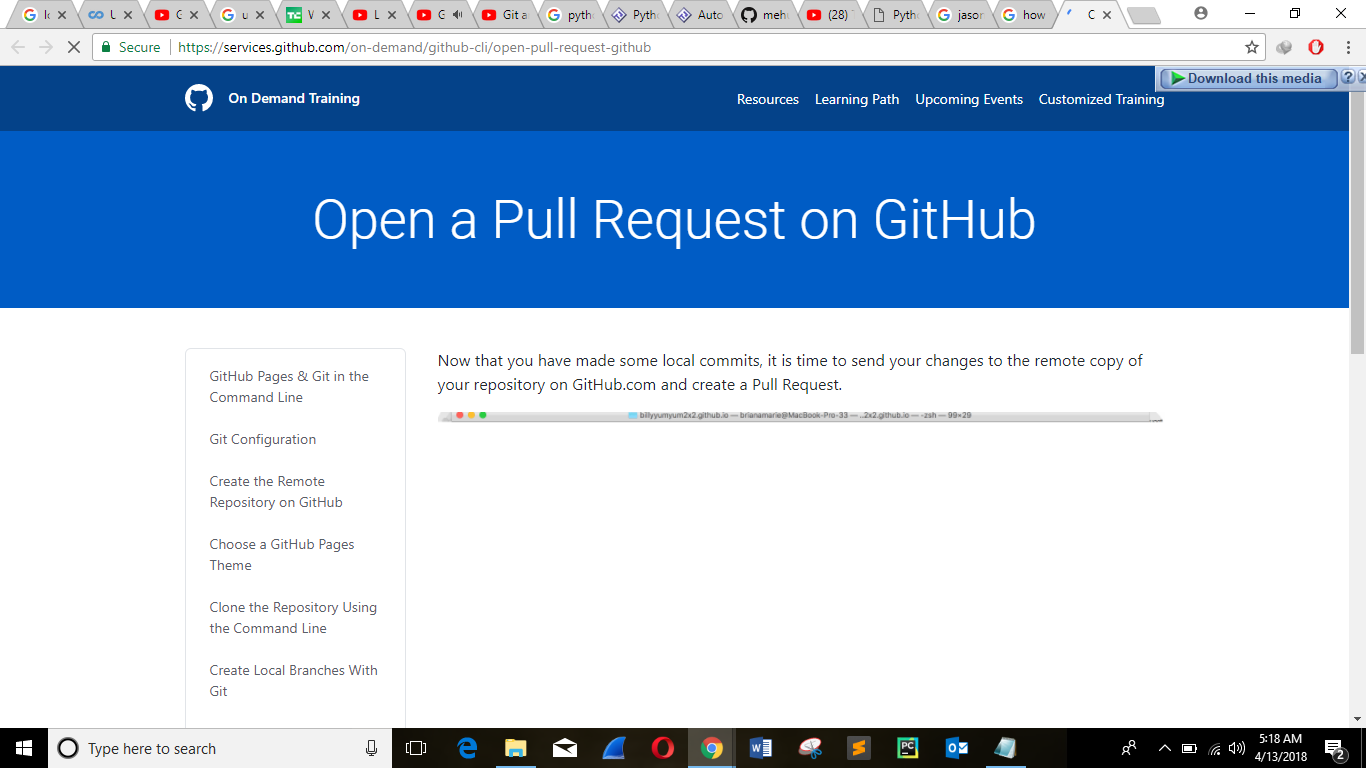 Ic
U
G
u
V
L
G
Git a
pyth
Pyth
Auto
meh
(28)
Pyth
jason
how
C
Secure
https://services.github.com/on-demand/github-cli/open-pull-request-github
Download this media
?
On Demand Training
Resources
Learning Path
Upcoming Events
Customized Training
Open a Pull Request on GitHub
GitHub Pages & Git in the
Command Line
Git Configuration
Create the Remote
Repository on GitHub
Choose a GitHub Pages
Theme
Clone the Repository Using
the Command Line
Create Local Branches With
Git
Now that you have made some local commits, it is time to send your changes to the remote copy of
your repository on GitHub.com and create a Pull Request.
billyyumyum2x2.github.io — brianamarie@MacBook-Pro-33 — ..2x2.github.io — -zsh — 99×29
Type here to search
5:18 AM
4/13/2018
2